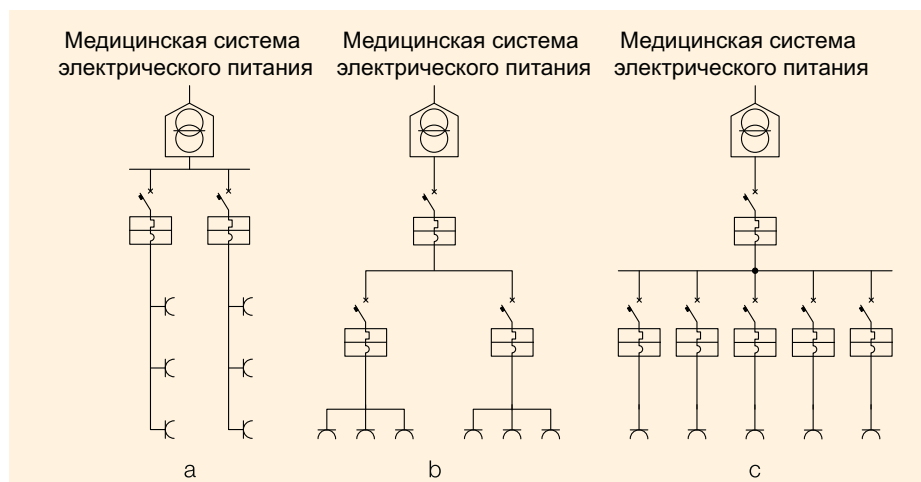 Медицинская система
электрического питания
Медицинская система
электрического питания
Медицинская система
электрического питания
a
b
c